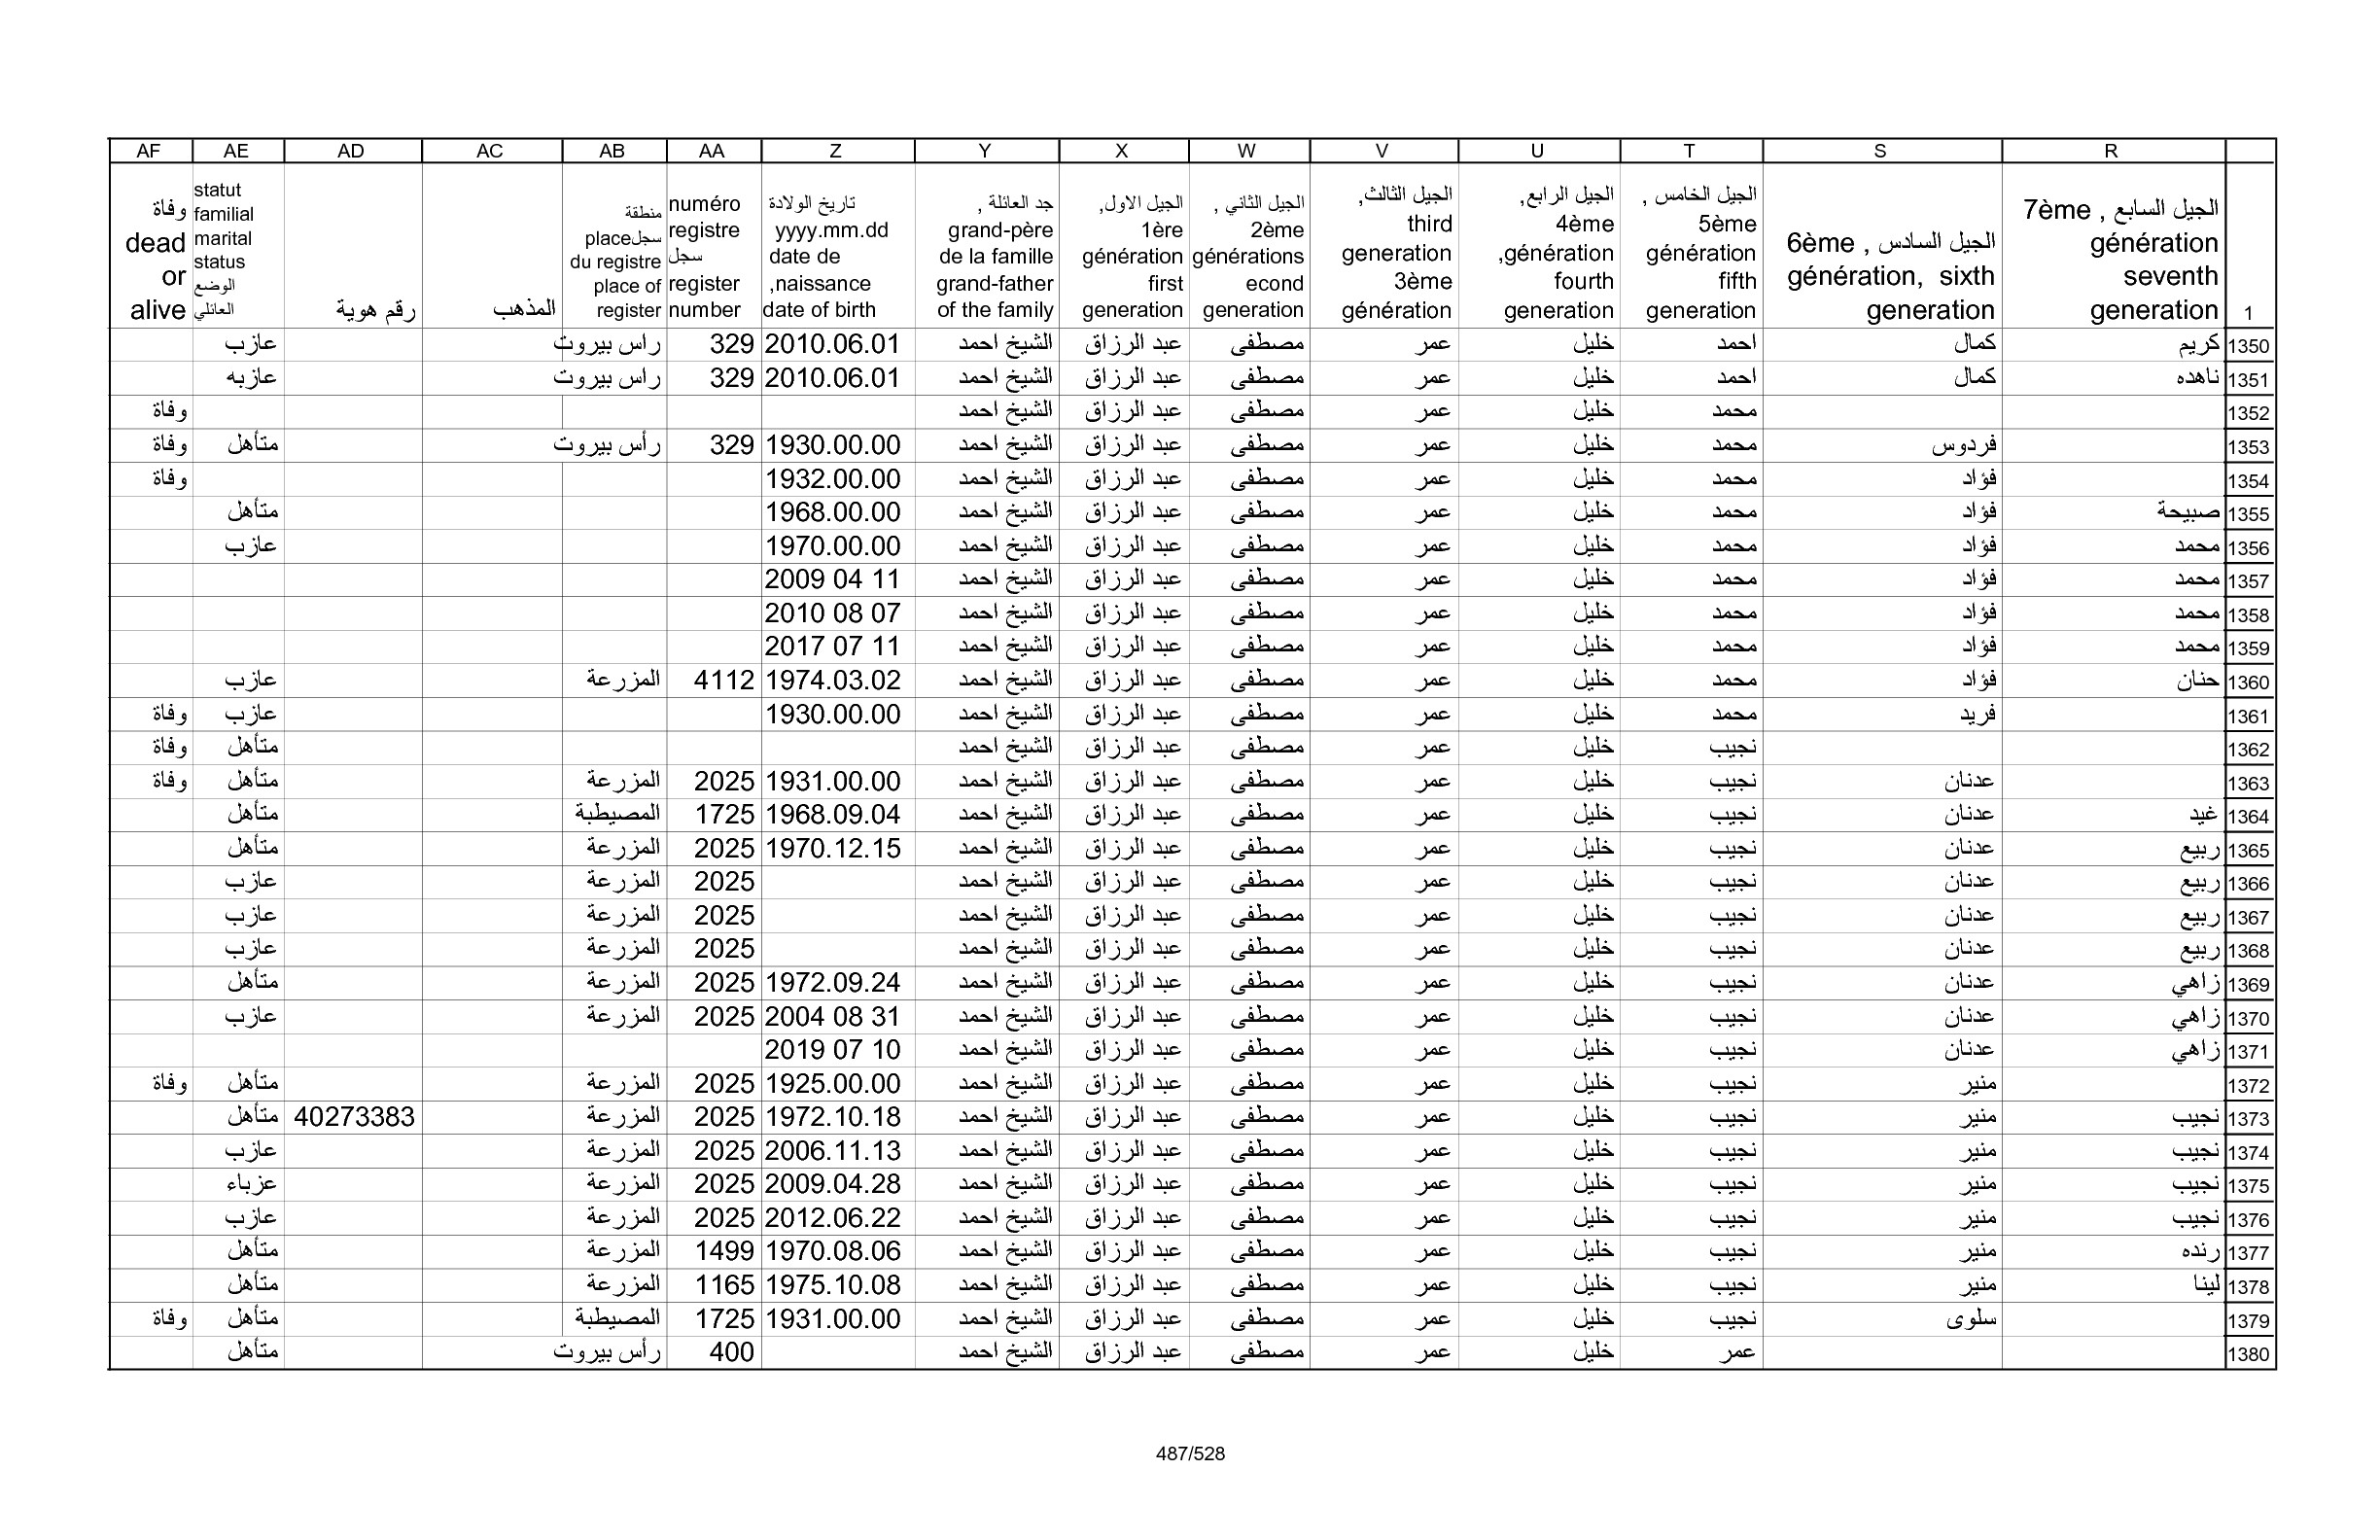 AF AE AD AC AB AA Z Y X W V U T S R
وفاة dead or alive
statut familial marital status الوضع العائلي
رقم هوية
المذهب
منطقة سجل place du registre place of register
numéro registre سجل register number
تاريخ الولادة yyyy.mm.dd date de naissance, date of birth
جد العائلة , grand-père de la famille grand-father of the family
الجيل الاول, 1ère génération first generation
الجيل الثاني , 2ème générations econd generation
الجيل الثالث, third generation 3ème génération
الجيل الرابع, 4ème génération, fourth generation
الجيل الخامس , 5ème génération fifth generation
الجيل السادس , 6ème génération, sixth generation
الجيل السابع , 7ème génération seventh generation
1
1350 كريم كمال احمد خليل عمر مصطفى عبد الرزاق الشيخ احمد 2010.06.01 329 راس بيروت عازب
1351 ناهده كمال احمد خليل عمر مصطفى عبد الرزاق الشيخ احمد 2010.06.01 329 راس بيروت عازبه
1352 محمد خليل عمر مصطفى عبد الرزاق الشيخ احمد وفاة
1353 فردوس محمد خليل عمر مصطفى عبد الرزاق الشيخ احمد 1930.00.00 329 رأس بيروت متأهل وفاة
1354 فؤاد محمد خليل عمر مصطفى عبد الرزاق الشيخ احمد 1932.00.00 وفاة
1355 صبيحة فؤاد محمد خليل عمر مصطفى عبد الرزاق الشيخ احمد 1968.00.00 متأهل
1356 محمد فؤاد محمد خليل عمر مصطفى عبد الرزاق الشيخ احمد 1970.00.00 عازب
1357 محمد فؤاد محمد خليل عمر مصطفى عبد الرزاق الشيخ احمد 2009 04 11
1358 محمد فؤاد محمد خليل عمر مصطفى عبد الرزاق الشيخ احمد 2010 08 07
1359 محمد فؤاد محمد خليل عمر مصطفى عبد الرزاق الشيخ احمد 2017 07 11
1360 حنان فؤاد محمد خليل عمر مصطفى عبد الرزاق الشيخ احمد 1974.03.02 4112 المزرعة عازب
1361 فريد محمد خليل عمر مصطفى عبد الرزاق الشيخ احمد 1930.00.00 عازب وفاة
1362 نجيب خليل عمر مصطفى عبد الرزاق الشيخ احمد متأهل وفاة
1363 عدنان نجيب خليل عمر مصطفى عبد الرزاق الشيخ احمد 1931.00.00 2025 المزرعة متأهل وفاة
1364 غيد عدنان نجيب خليل عمر مصطفى عبد الرزاق الشيخ احمد 1968.09.04 1725 المصيطبة متأهل
1365 ربيع عدنان نجيب خليل عمر مصطفى عبد الرزاق الشيخ احمد 1970.12.15 2025 المزرعة متأهل
1366 ربيع عدنان نجيب خليل عمر مصطفى عبد الرزاق الشيخ احمد 2025 المزرعة عازب
1367 ربيع عدنان نجيب خليل عمر مصطفى عبد الرزاق الشيخ احمد 2025 المزرعة عازب
1368 ربيع عدنان نجيب خليل عمر مصطفى عبد الرزاق الشيخ احمد 2025 المزرعة عازب
1369 زاهي عدنان نجيب خليل عمر مصطفى عبد الرزاق الشيخ احمد 1972.09.24 2025 المزرعة متأهل
1370 زاهي عدنان نجيب خليل عمر مصطفى عبد الرزاق الشيخ احمد 2004 08 31 2025 المزرعة عازب
1371 زاهي عدنان نجيب خليل عمر مصطفى عبد الرزاق الشيخ احمد 2019 07 10
1372 منير نجيب خليل عمر مصطفى عبد الرزاق الشيخ احمد 1925.00.00 2025 المزرعة متأهل وفاة
1373 نجيب منير نجيب خليل عمر مصطفى عبد الرزاق الشيخ احمد 1972.10.18 2025 المزرعة 40273383 متأهل
1374 نجيب منير نجيب خليل عمر مصطفى عبد الرزاق الشيخ احمد 2006.11.13 2025 المزرعة عازب
1375 نجيب منير نجيب خليل عمر مصطفى عبد الرزاق الشيخ احمد 2009.04.28 2025 المزرعة عزباء
1376 نجيب منير نجيب خليل عمر مصطفى عبد الرزاق الشيخ احمد 2012.06.22 2025 المزرعة عازب
1377 رنده منير نجيب خليل عمر مصطفى عبد الرزاق الشيخ احمد 1970.08.06 1499 المزرعة متأهل
1378 لينا منير نجيب خليل عمر مصطفى عبد الرزاق الشيخ احمد 1975.10.08 1165 المزرعة متأهل
1379 سلوى نجيب خليل عمر مصطفى عبد الرزاق الشيخ احمد 1931.00.00 1725 المصيطبة متأهل وفاة
1380 عمر خليل عمر مصطفى عبد الرزاق الشيخ احمد 400 رأس بيروت متأهل
487/528